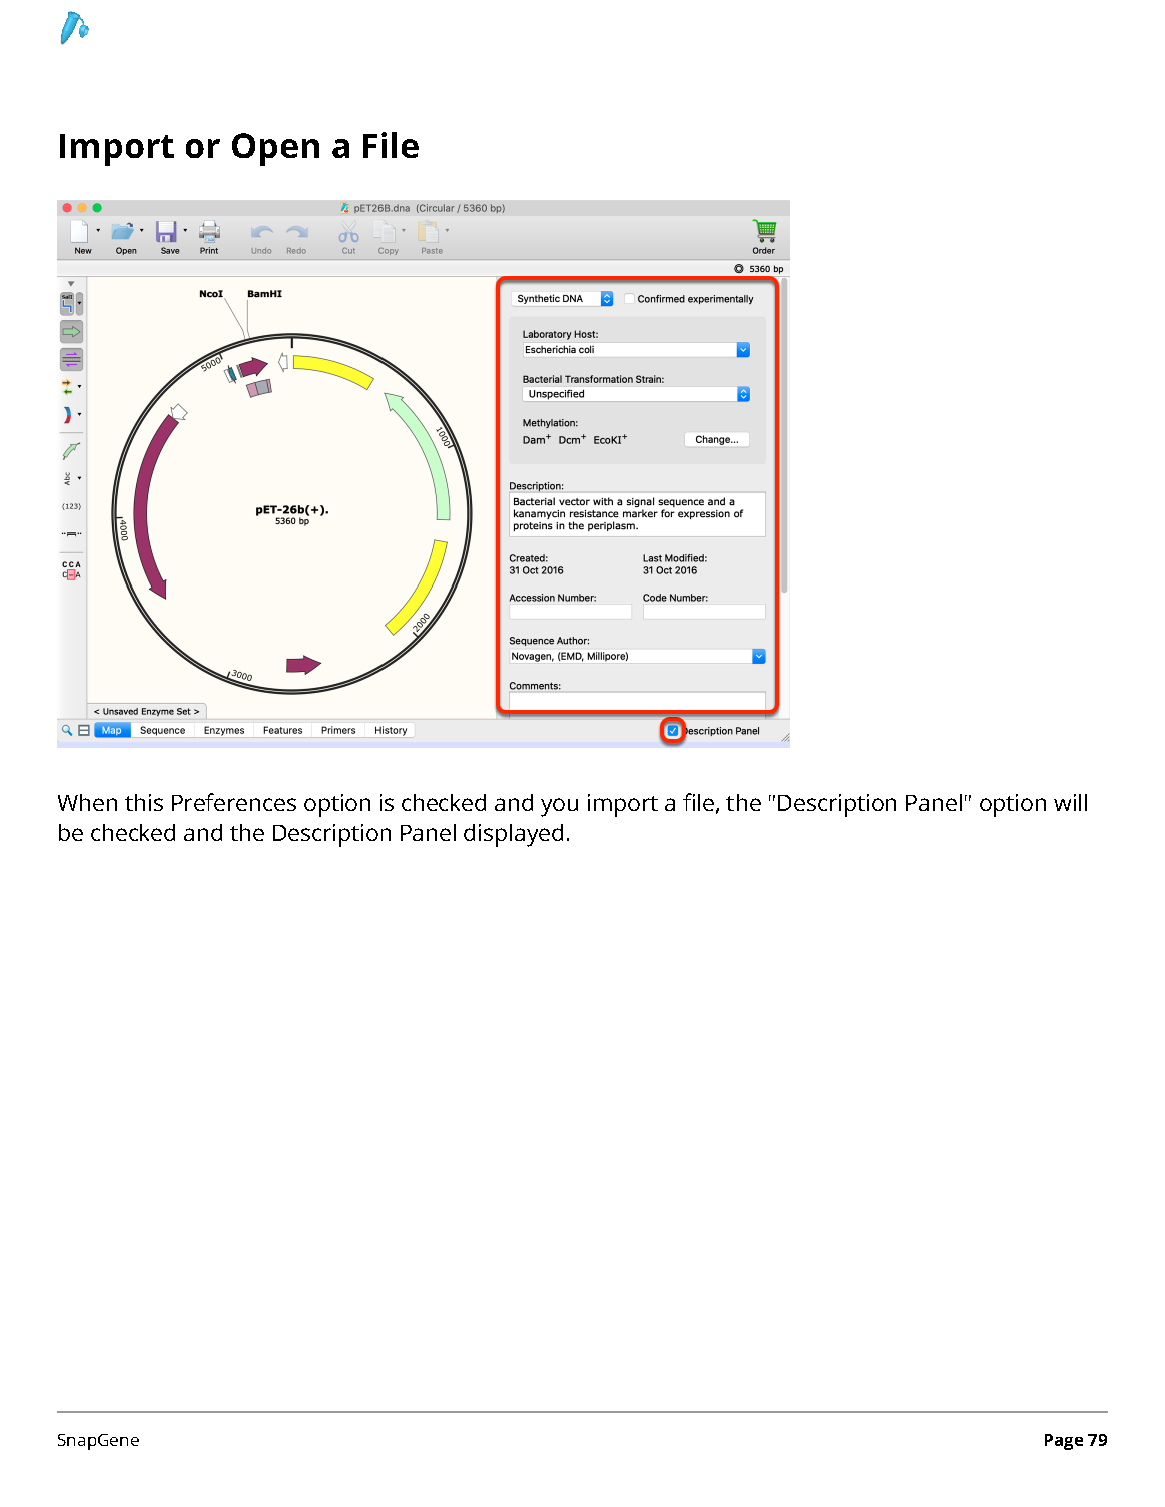 Import or Open a File
pET26B.dna (Circular / 5360 bp)
New Open Save Print Undo Redo Cut Copy Paste Order
5360 bp
SalI
NcoI BamHI
Synthetic DNA Confirmed experimentally
Laboratory Host:
Escherichia coli
Bacterial Transformation Strain:
Unspecified
Methylation:
Dam+ Dcm+ EcoKI+ Change...
5000
1000
2000
3000
4000
pET-26b(+).
5360 bp
Abc
(123)
CCA
C A
Description:
Bacterial vector with a signal sequence and a
kanamycin resistance marker for expression of
proteins in the periplasm.
Created: Last Modified:
31 Oct 2016 31 Oct 2016
Accession Number: Code Number:
Sequence Author:
Novagen, (EMD, Millipore)
Comments:
< Unsaved Enzyme Set >
Map Sequence Enzymes Features Primers History Description Panel
When this Preferences option is checked and you import a file, the "Description Panel" option will
be checked and the Description Panel displayed.
SnapGene Page 79